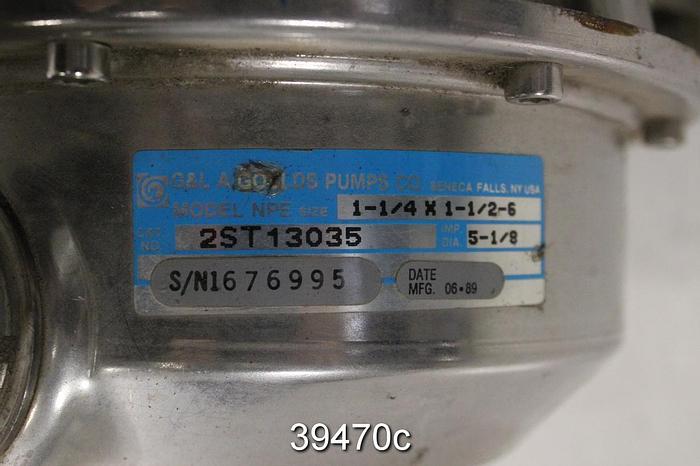 G&L A GOULDS PUMPS CO. SENECA FALLS, NY USA
MODEL NPE SIZE 1-1/4 X 1-1/2-6
CAT. NO. 2ST13035 IMP. DIA. 5-1/8
S/N1676995 DATE MFG. 06•89
39470c